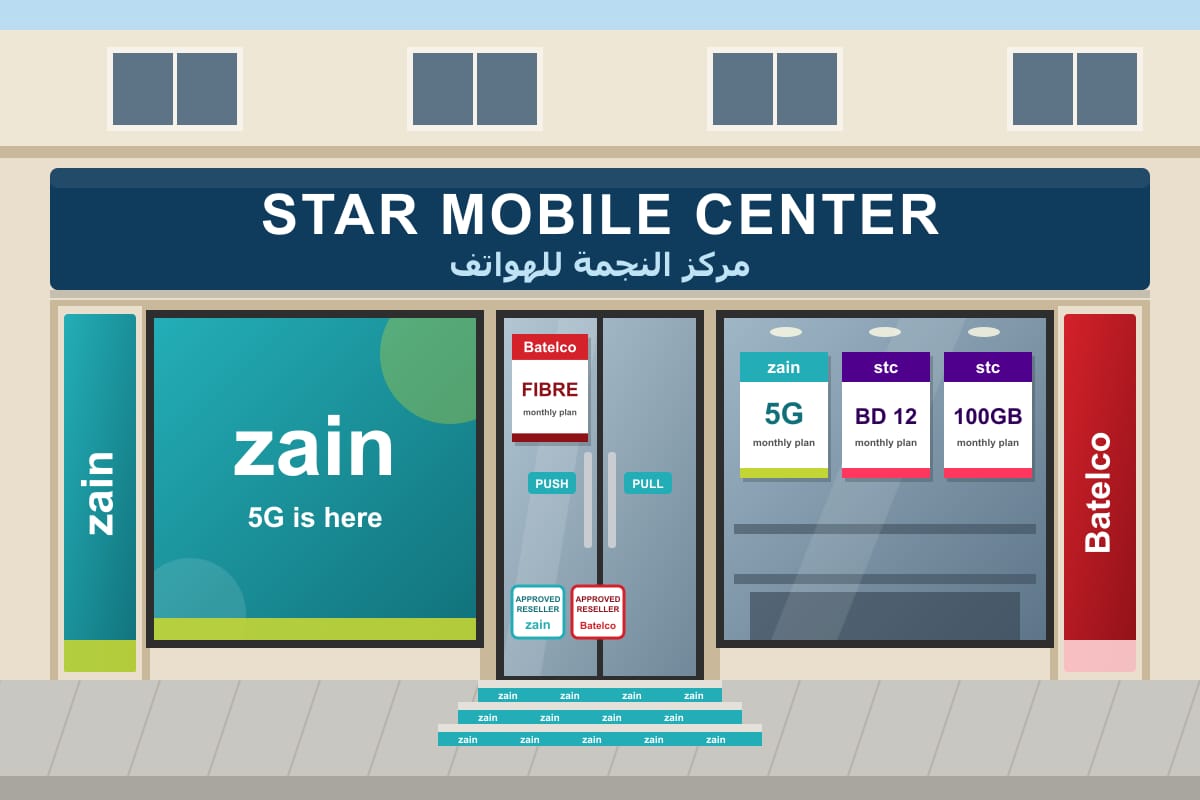 STAR MOBILE CENTER
مركز النجمة للهواتف
zain
zain
5G is here
Batelco
FIBRE
monthly plan
PUSH
PULL
APPROVED
RESELLER
zain
APPROVED
RESELLER
Batelco
zain
5G
monthly plan
stc
BD 12
monthly plan
stc
100GB
monthly plan
Batelco
zain zain zain zain
zain zain zain zain
zain zain zain zain zain